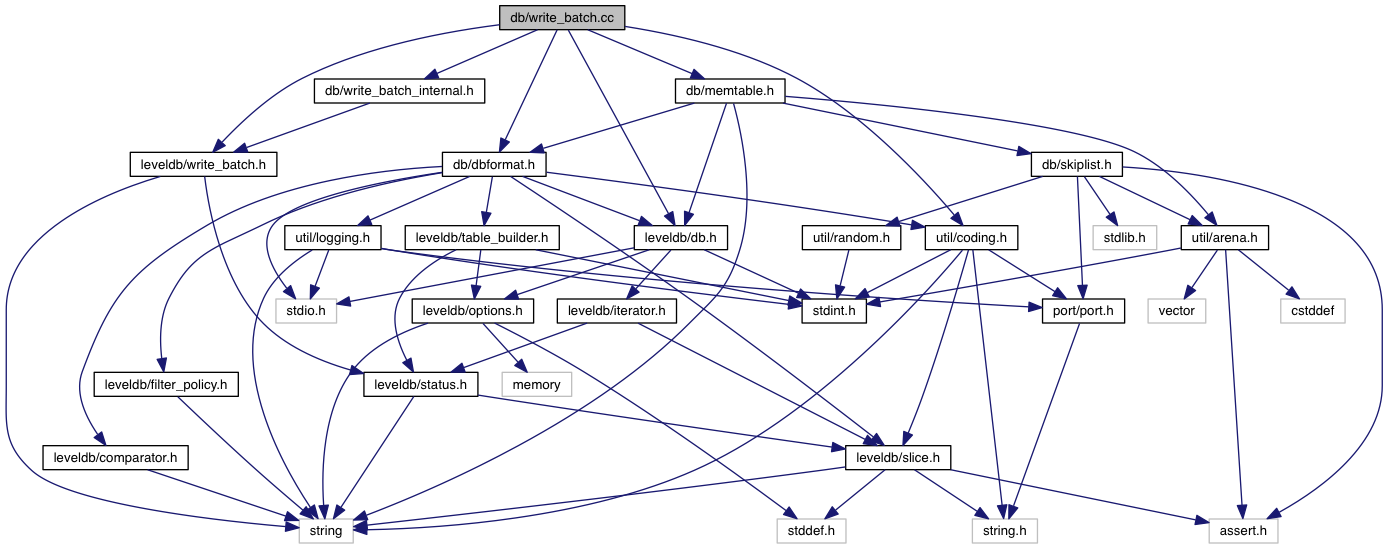 db/write_batch.cc
db/write_batch_internal.h
db/memtable.h
leveldb/write_batch.h
db/dbformat.h
db/skiplist.h
util/logging.h
leveldb/table_builder.h
leveldb/db.h
util/random.h
util/coding.h
stdlib.h
util/arena.h
stdio.h
leveldb/options.h
leveldb/iterator.h
stdint.h
port/port.h
vector
cstddef
leveldb/filter_policy.h
leveldb/status.h
memory
leveldb/comparator.h
leveldb/slice.h
string
stddef.h
string.h
assert.h